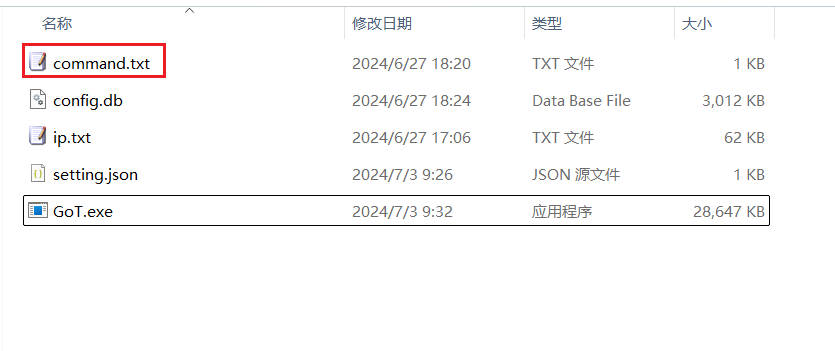 名称 修改日期 类型 大小
command.txt 2024/6/27 18:20 TXT 文件 1 KB
config.db 2024/6/27 18:24 Data Base File 3,012 KB
ip.txt 2024/6/27 17:06 TXT 文件 62 KB
setting.json 2024/7/3 9:26 JSON 源文件 1 KB
GoT.exe 2024/7/3 9:32 应用程序 28,647 KB